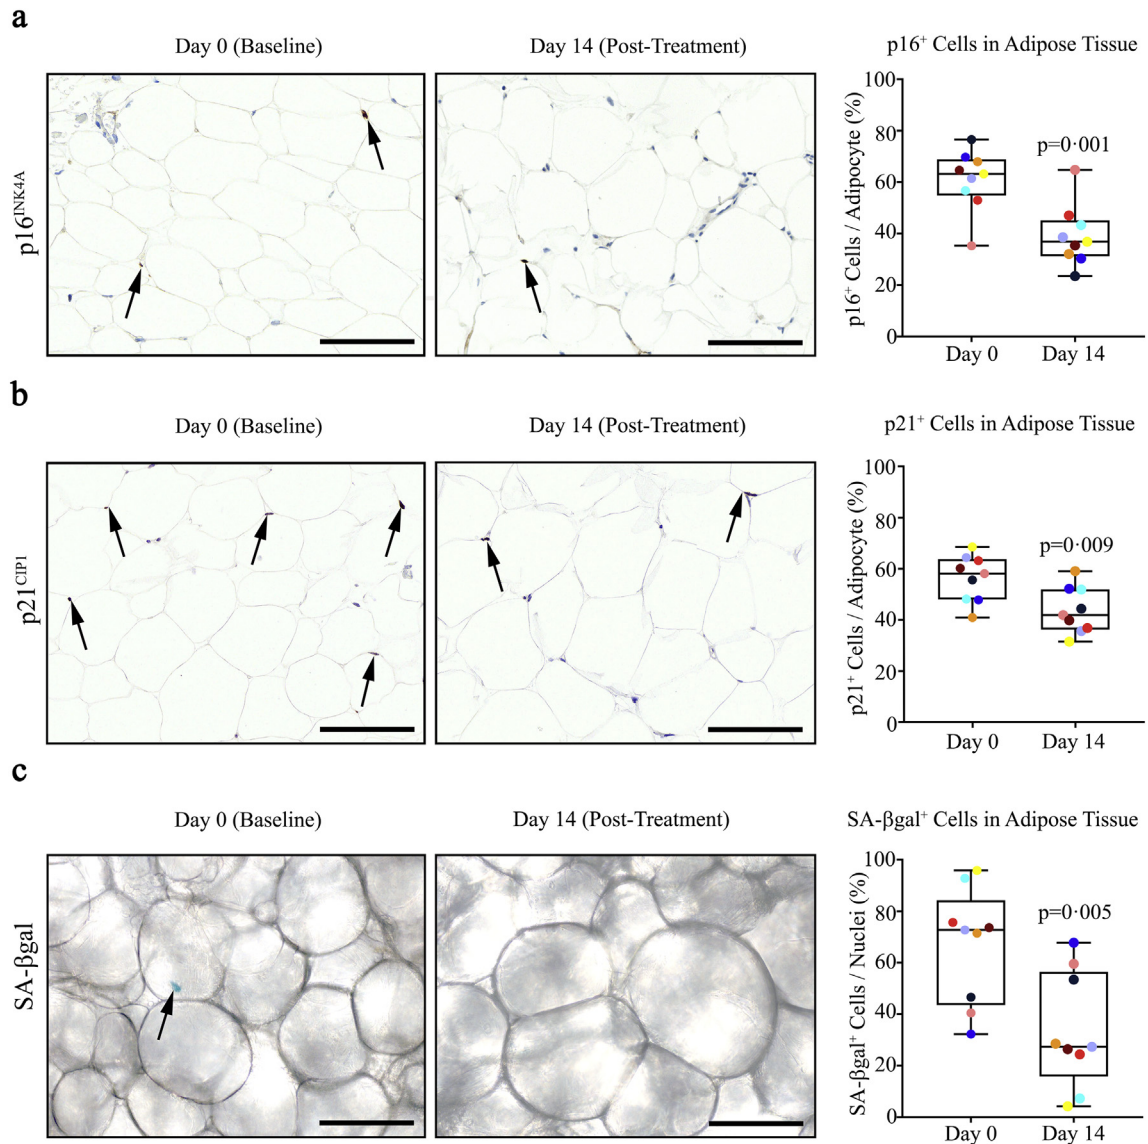 a
Day 0 (Baseline)
Day 14 (Post-Treatment)
p16⁺ Cells in Adipose Tissue
p16ᴵᴺᴷ⁴ᴬ
p16⁺ Cells / Adipocyte (%)
100
80
60
40
20
0
p=0·001
Day 0
Day 14
b
Day 0 (Baseline)
Day 14 (Post-Treatment)
p21⁺ Cells in Adipose Tissue
p21ᶜᴵᴾ¹
p21⁺ Cells / Adipocyte (%)
100
80
60
40
20
0
p=0·009
Day 0
Day 14
c
Day 0 (Baseline)
Day 14 (Post-Treatment)
SA-βgal⁺ Cells in Adipose Tissue
SA-βgal
SA-βgal⁺ Cells / Nuclei (%)
100
80
60
40
20
0
p=0·005
Day 0
Day 14